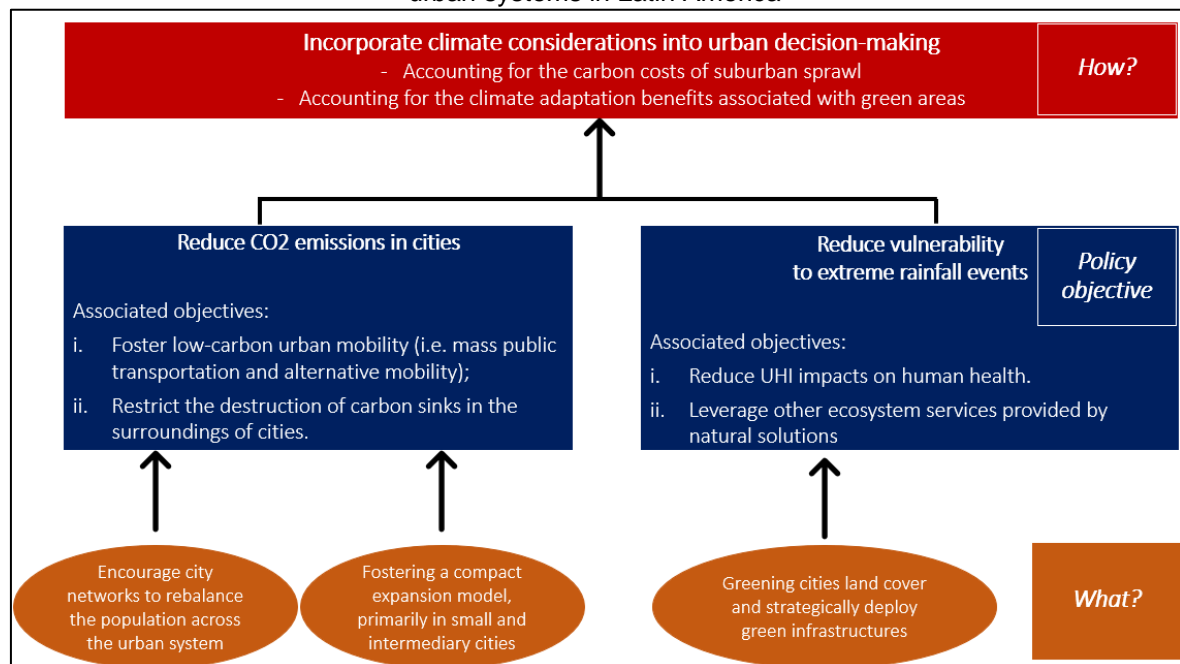 urban systems in Latin America
Incorporate climate considerations into urban decision-making
- Accounting for the carbon costs of suburban sprawl
- Accounting for the climate adaptation benefits associated with green areas
How?
Reduce CO2 emissions in cities
Associated objectives:
i. Foster low-carbon urban mobility (i.e. mass public
transportation and alternative mobility);
ii. Restrict the destruction of carbon sinks in the
surroundings of cities.
Reduce vulnerability
to extreme rainfall events
Policy
objective
Associated objectives:
i. Reduce UHI impacts on human health.
ii. Leverage other ecosystem services provided by
natural solutions
Encourage city
networks to rebalance
the population across
the urban system
Fostering a compact
expansion model,
primarily in small and
intermediary cities
Greening cities land cover
and strategically deploy
green infrastructures
What?